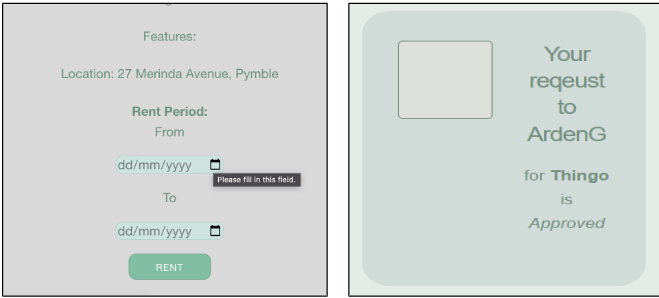 Features:
Location: 27 Merinda Avenue, Pymble
Rent Period:
From
dd/mm/yyyy
Please fill in this field.
To
dd/mm/yyyy
RENT
Your
reqeust
to
ArdenG
for Thingo
is
Approved